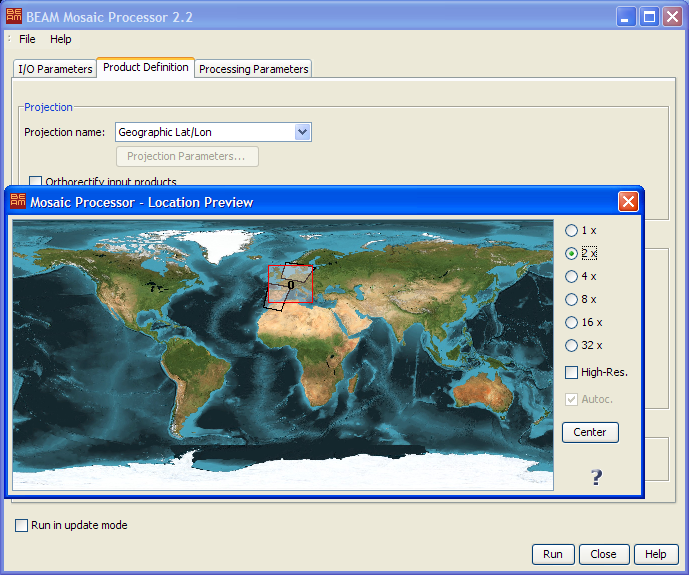 BEAM BEAM Mosaic Processor 2.2
File Help
I/O Parameters Product Definition Processing Parameters
Projection
Projection name: Geographic Lat/Lon
Projection Parameters...
Orthorectify input products
BEAM Mosaic Processor - Location Preview
1 x
2 x
4 x
8 x
16 x
32 x
High-Res.
Autoc.
Center
?
0
Run in update mode
Run Close Help